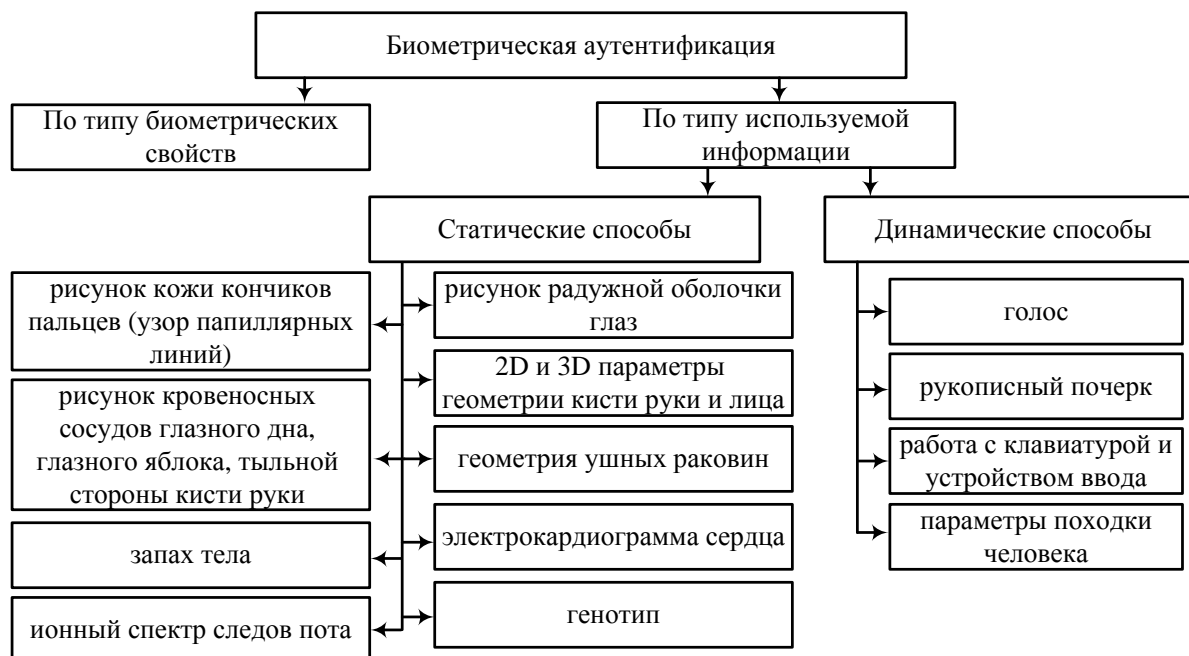 Биометрическая аутентификация
По типу биометрических
свойств
По типу используемой
информации
Статические способы
Динамические способы
рисунок кожи кончиков
пальцев (узор папиллярных
линий)
рисунок кровеносных
сосудов глазного дна,
глазного яблока, тыльной
стороны кисти руки
запах тела
ионный спектр следов пота
рисунок радужной оболочки
глаз
2D и 3D параметры
геометрии кисти руки и лица
геометрия ушных раковин
электрокардиограмма сердца
генотип
голос
рукописный почерк
работа с клавиатурой и
устройством ввода
параметры походки
человека